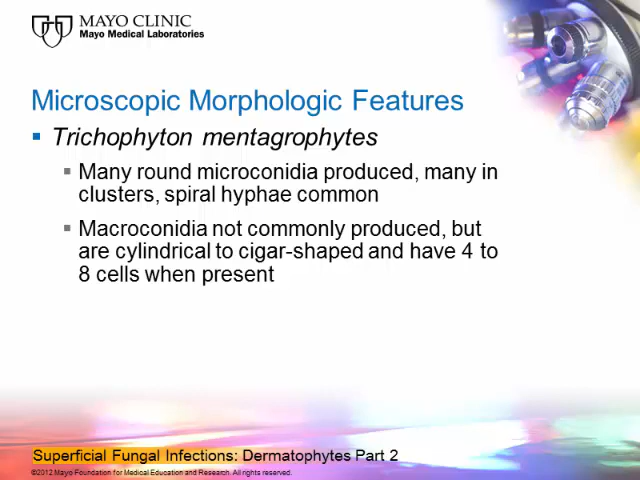 MAYO CLINIC
Mayo Medical Laboratories
Microscopic Morphologic Features
Trichophyton mentagrophytes
Many round microconidia produced, many in
clusters, spiral hyphae common
Macroconidia not commonly produced, but
are cylindrical to cigar-shaped and have 4 to
8 cells when present
Superficial Fungal Infections: Dermatophytes Part 2
©2012 Mayo Foundation for Medical Education and Research. All rights reserved.